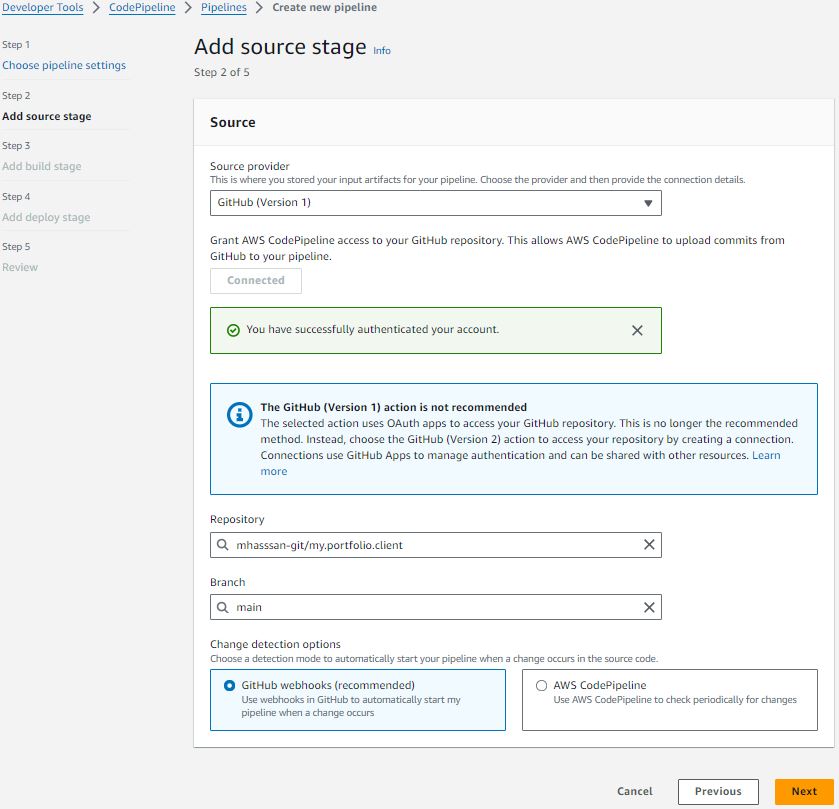 Developer Tools > CodePipeline > Pipelines > Create new pipeline
Step 1
Choose pipeline settings
Step 2
Add source stage
Step 3
Add build stage
Step 4
Add deploy stage
Step 5
Review
Add source stage Info
Step 2 of 5
Source
Source provider
This is where you stored your input artifacts for your pipeline. Choose the provider and then provide the connection details.
GitHub (Version 1)
Grant AWS CodePipeline access to your GitHub repository. This allows AWS CodePipeline to upload commits from
GitHub to your pipeline.
Connected
You have successfully authenticated your account.
The GitHub (Version 1) action is not recommended
The selected action uses OAuth apps to access your GitHub repository. This is no longer the recommended
method. Instead, choose the GitHub (Version 2) action to access your repository by creating a connection.
Connections use GitHub Apps to manage authentication and can be shared with other resources. Learn
more
Repository
mhasssan-git/my.portfolio.client
Branch
main
Change detection options
Choose a detection mode to automatically start your pipeline when a change occurs in the source code.
GitHub webhooks (recommended)
Use webhooks in GitHub to automatically start my
pipeline when a change occurs
AWS CodePipeline
Use AWS CodePipeline to check periodically for changes
Cancel
Previous
Next